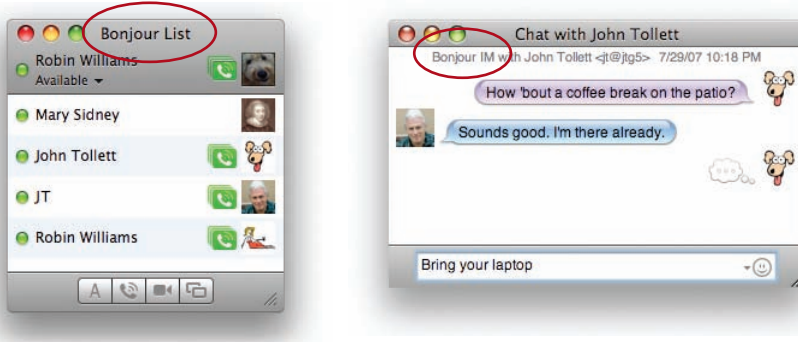 Bonjour List
Robin Williams
Available
Mary Sidney
John Tollett
JT
Robin Williams
A
Chat with John Tollett
Bonjour IM with John Tollett <jt@jtg5> 7/29/07 10:18 PM
How 'bout a coffee break on the patio?
Sounds good. I'm there already.
Bring your laptop